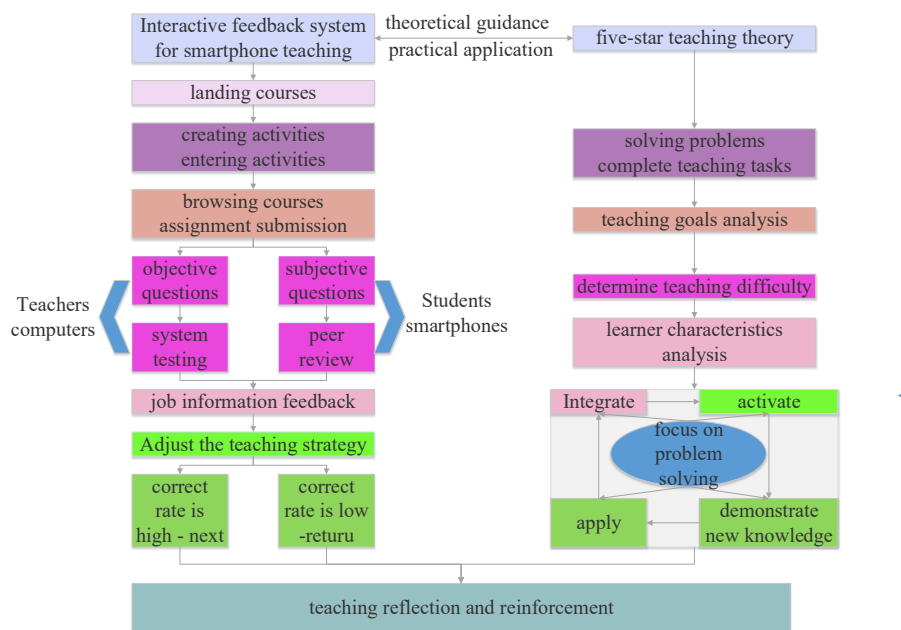 Interactive feedback system
for smartphone teaching
theoretical guidance
practical application
five-star teaching theory
landing courses
creating activities
entering activities
solving problems
complete teaching tasks
browsing courses
assignment submission
teaching goals analysis
objective
questions
subjective
questions
Teachers
computers
Students
smartphones
determine teaching difficulty
system
testing
peer
review
learner characteristics
analysis
job information feedback
Integrate
activate
Adjust the teaching strategy
focus on
problem
solving
correct
rate is
high - next
correct
rate is low
-returu
apply
demonstrate
new knowledge
teaching reflection and reinforcement